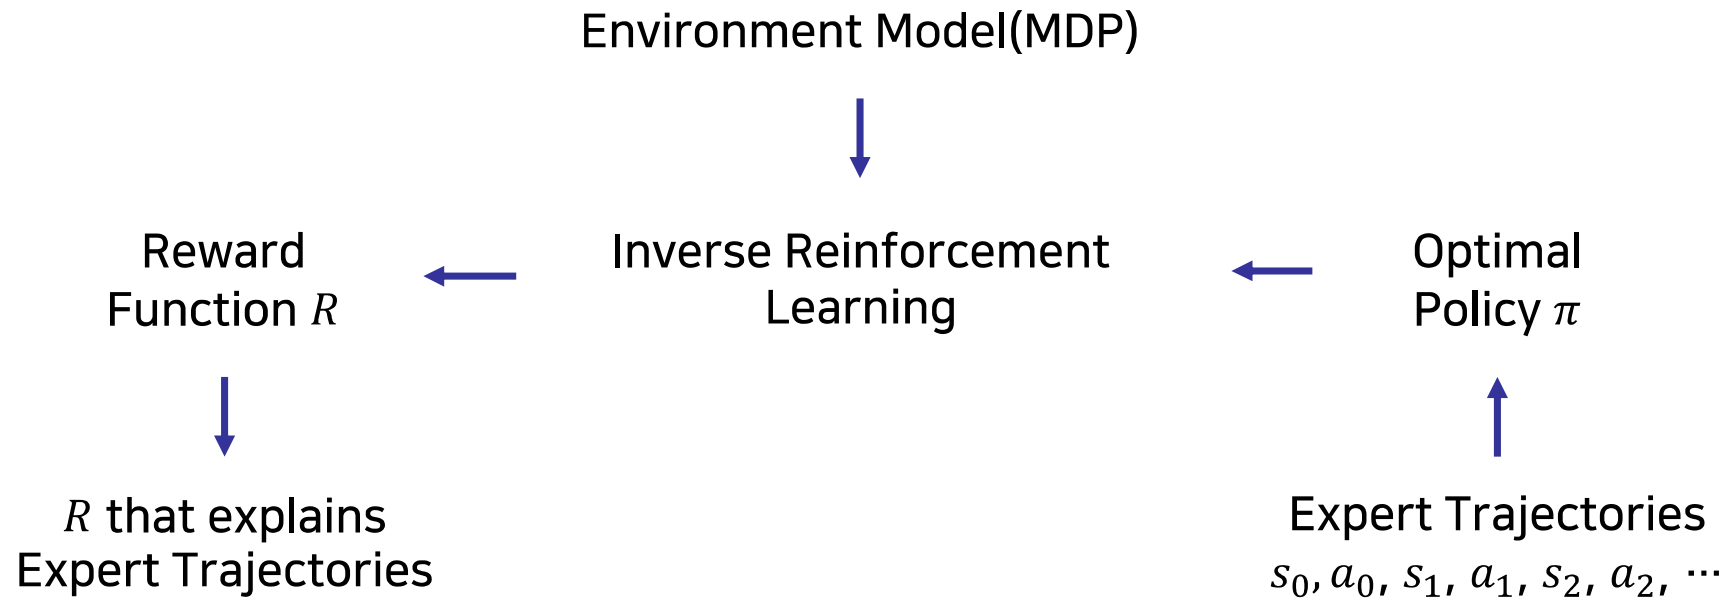 Environment Model(MDP)
Reward
Function R
Inverse Reinforcement
Learning
Optimal
Policy π
R that explains
Expert Trajectories
Expert Trajectories
s₀, a₀, s₁, a₁, s₂, a₂, ⋯